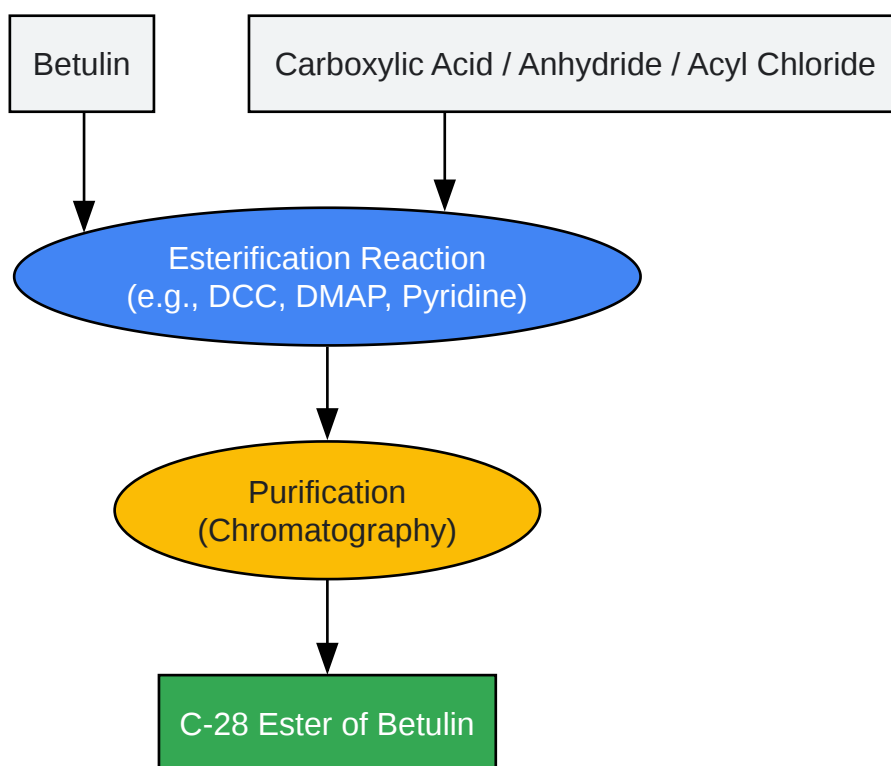 Betulin
Carboxylic Acid / Anhydride / Acyl Chloride
Esterification Reaction
(e.g., DCC, DMAP, Pyridine)
Purification
(Chromatography)
C-28 Ester of Betulin